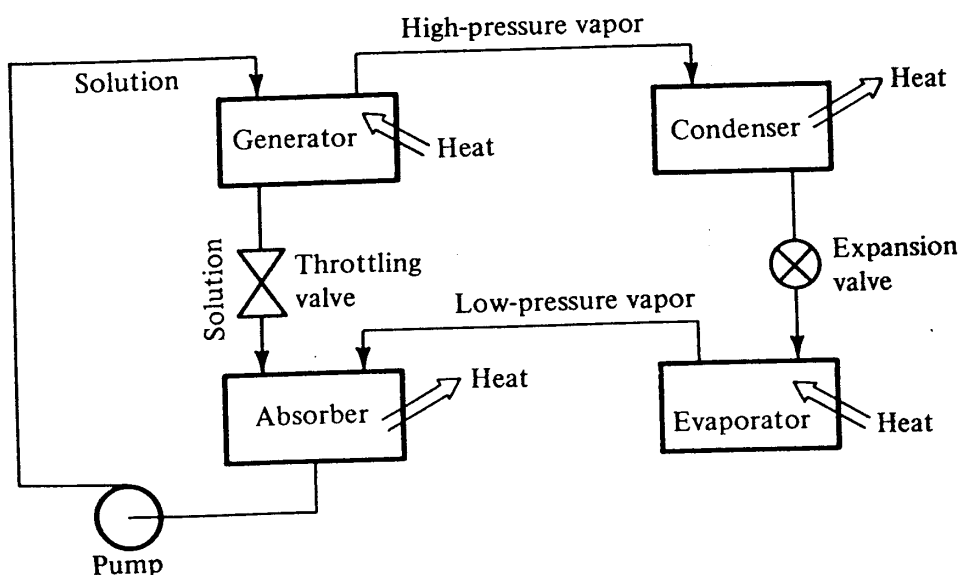 High-pressure vapor
Solution
Generator
Heat
Condenser
Heat
Solution
Throttling
valve
Expansion
valve
Low-pressure vapor
Absorber
Heat
Evaporator
Heat
Pump